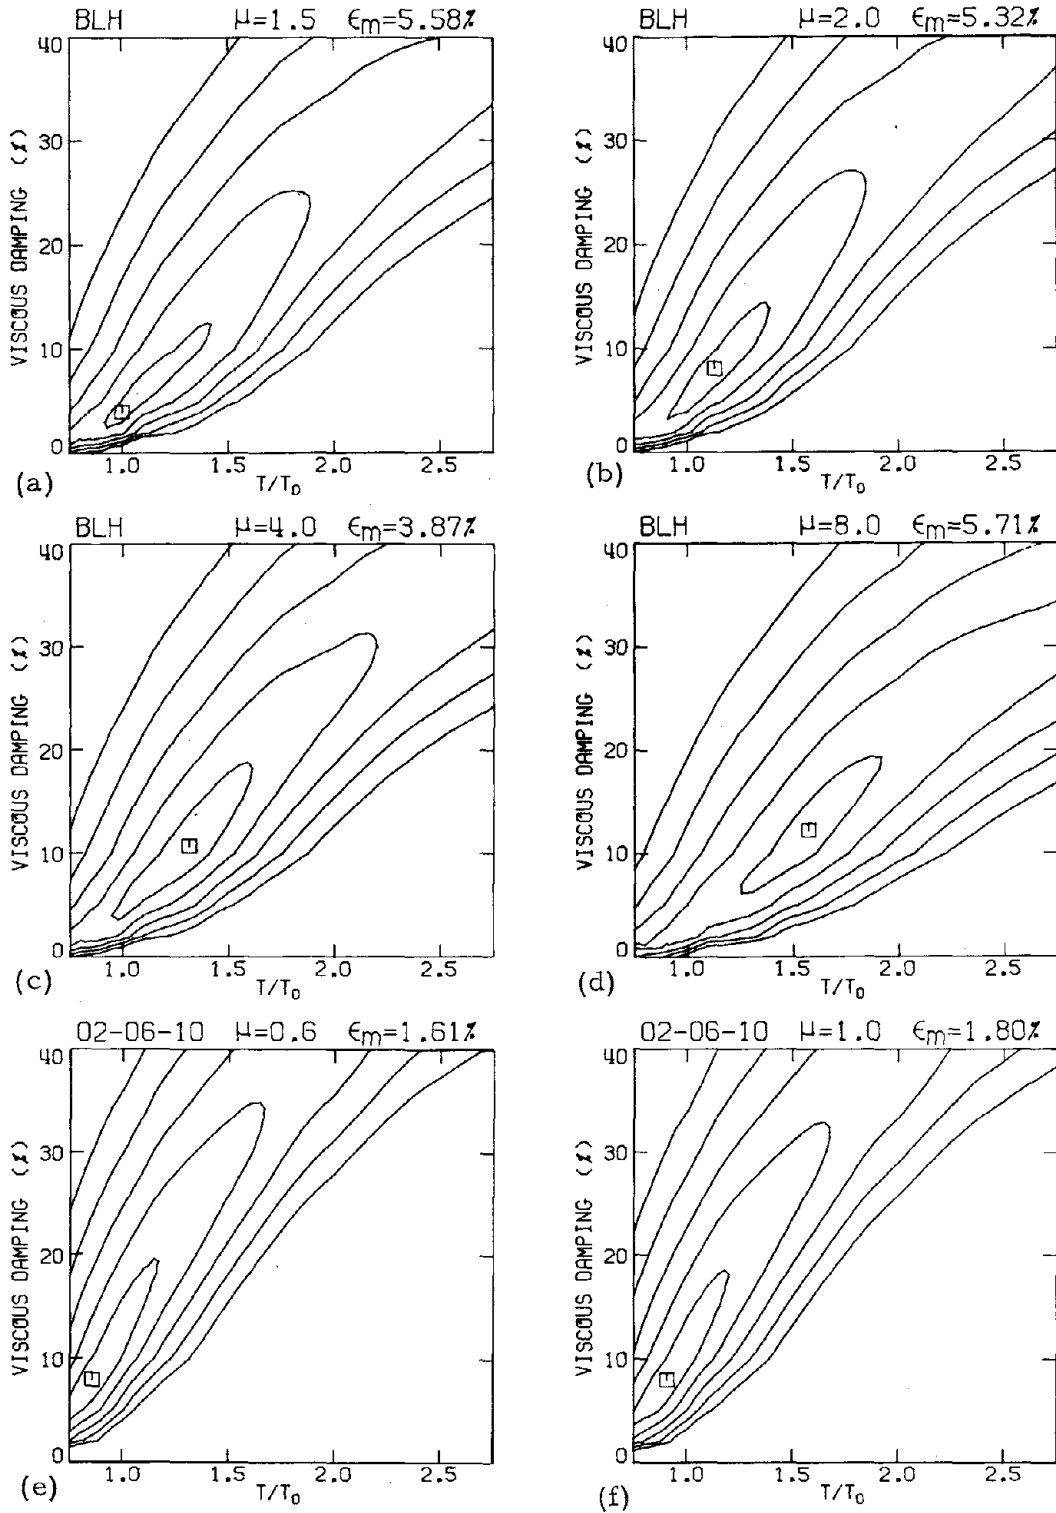 BLH μ=1.5 ϵm=5.58%
40
30
20
10
0
VISCOUS DAMPING (%)
1.0 1.5 2.0 2.5
T/T0
(a)
BLH μ=2.0 ϵm=5.32%
40
30
20
10
0
VISCOUS DAMPING (%)
1.0 1.5 2.0 2.5
T/T0
(b)
BLH μ=4.0 ϵm=3.87%
40
30
20
10
0
VISCOUS DAMPING (%)
1.0 1.5 2.0 2.5
T/T0
(c)
BLH μ=8.0 ϵm=5.71%
40
30
20
10
0
VISCOUS DAMPING (%)
1.0 1.5 2.0 2.5
T/T0
(d)
02-06-10 μ=0.6 ϵm=1.61%
40
30
20
10
0
VISCOUS DAMPING (%)
1.0 1.5 2.0 2.5
T/T0
(e)
02-06-10 μ=1.0 ϵm=1.80%
40
30
20
10
0
VISCOUS DAMPING (%)
1.0 1.5 2.0 2.5
T/T0
(f)